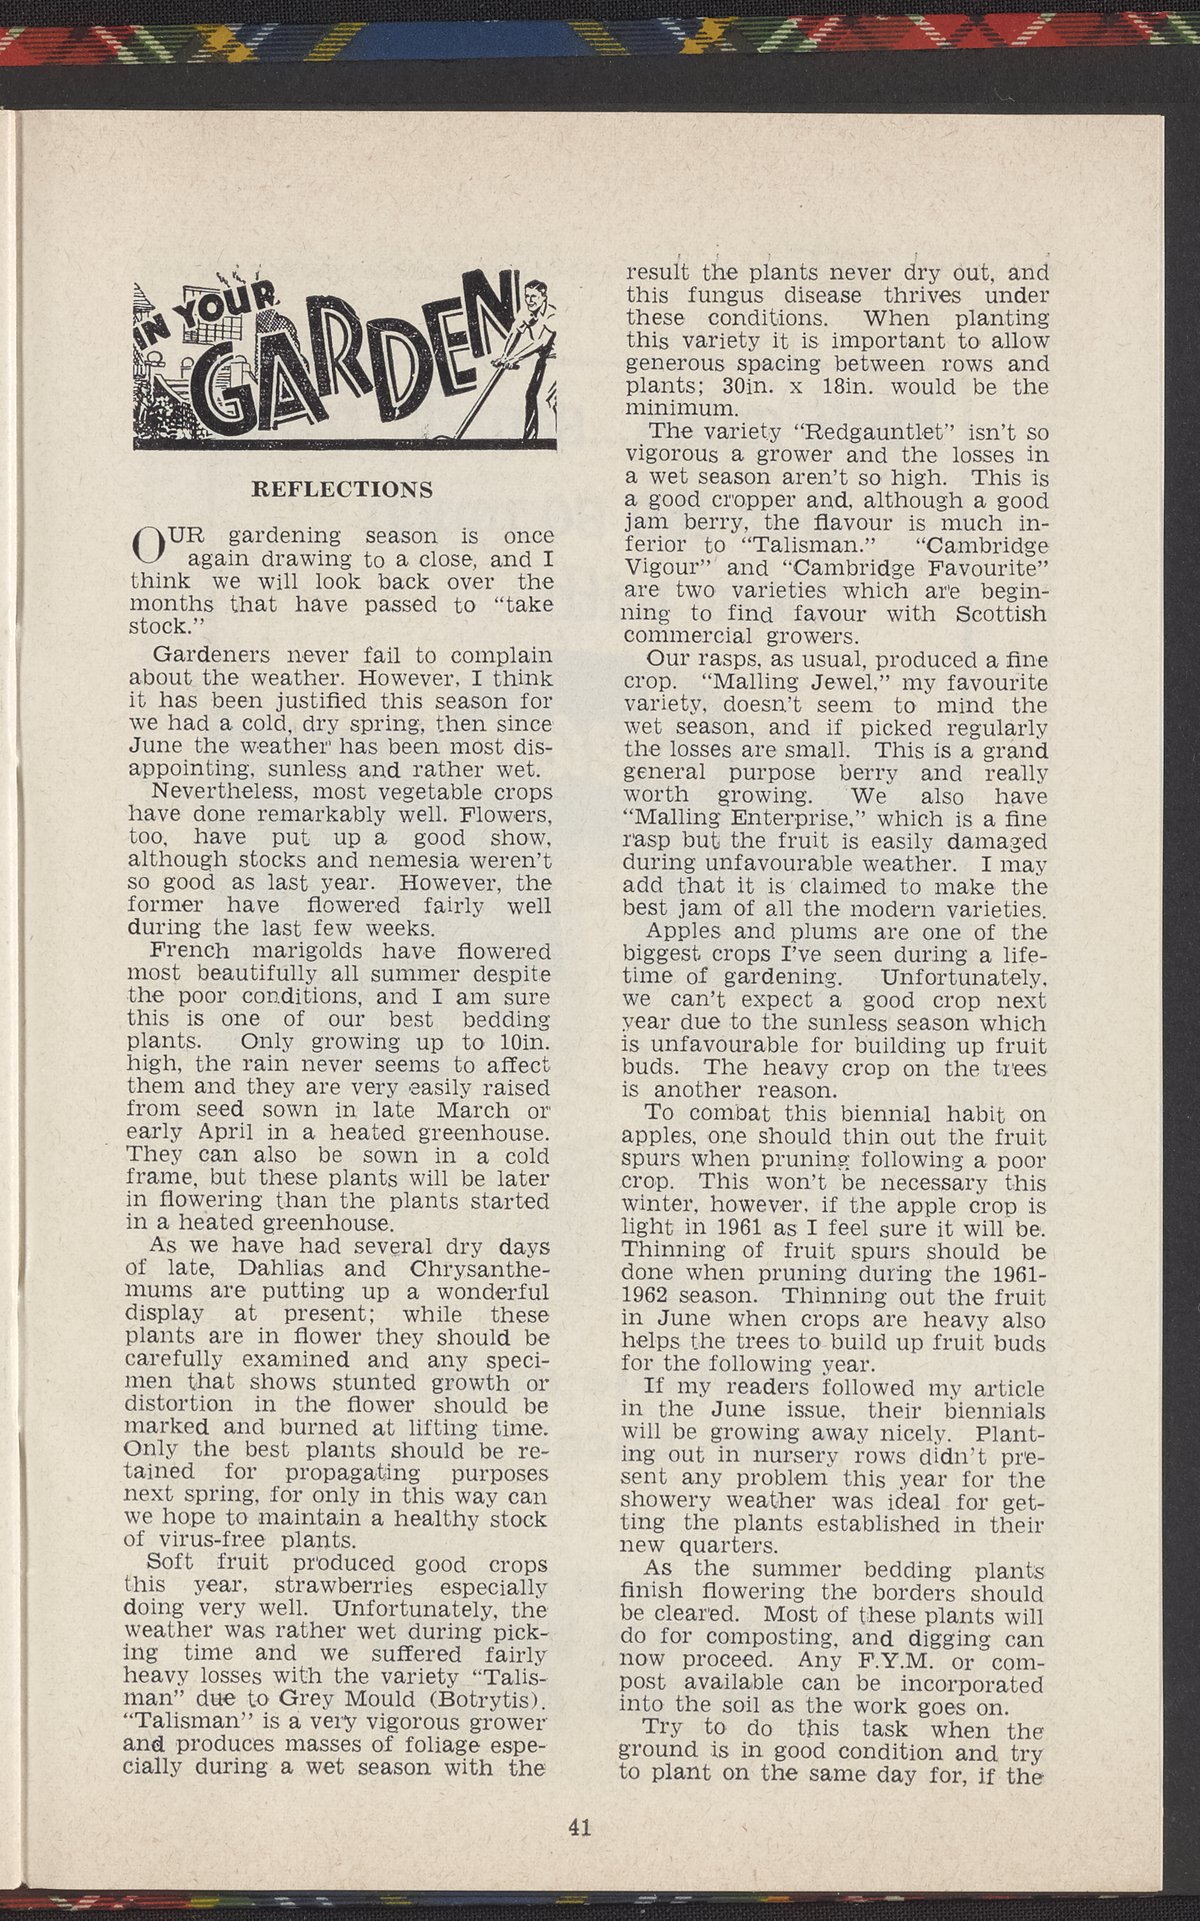 IN YOUR
GARDEN
REFLECTIONS
OUR gardening season is once
again drawing to a close, and I
think we will look back over the
months that have passed to “take
stock.”
Gardeners never fail to complain
about the weather. However, I think
it has been justified this season for
we had a cold, dry spring, then since
June the weather has been most dis-
appointing, sunless and rather wet.
Nevertheless, most vegetable crops
have done remarkably well. Flowers,
too, have put up a good show,
although stocks and nemesia weren’t
so good as last year. However, the
former have flowered fairly well
during the last few weeks.
French marigolds have flowered
most beautifully all summer despite
the poor conditions, and I am sure
this is one of our best bedding
plants. Only growing up to 10in.
high, the rain never seems to affect
them and they are very easily raised
from seed sown in late March or
early April in a heated greenhouse.
They can also be sown in a cold
frame, but these plants will be later
in flowering than the plants started
in a heated greenhouse.
As we have had several dry days
of late, Dahlias and Chrysanthe-
mums are putting up a wonderful
display at present; while these
plants are in flower they should be
carefully examined and any speci-
men that shows stunted growth or
distortion in the flower should be
marked and burned at lifting time.
Only the best plants should be re-
tained for propagating purposes
next spring, for only in this way can
we hope to maintain a healthy stock
of virus-free plants.
Soft fruit produced good crops
this year, strawberries especially
doing very well. Unfortunately, the
weather was rather wet during pick-
ing time and we suffered fairly
heavy losses with the variety “Talis-
man” due to Grey Mould (Botrytis).
“Talisman” is a very vigorous grower
and produces masses of foliage espe-
cially during a wet season with the
result the plants never dry out, and
this fungus disease thrives under
these conditions. When planting
this variety it is important to allow
generous spacing between rows and
plants; 30in. x 18in. would be the
minimum.
The variety “Redgauntlet” isn’t so
vigorous a grower and the losses in
a wet season aren’t so high. This is
a good cropper and, although a good
jam berry, the flavour is much in-
ferior to “Talisman.” “Cambridge
Vigour” and “Cambridge Favourite”
are two varieties which are begin-
ning to find favour with Scottish
commercial growers.
Our rasps, as usual, produced a fine
crop. “Malling Jewel,” my favourite
variety, doesn’t seem to mind the
wet season, and if picked regularly
the losses are small. This is a grand
general purpose berry and really
worth growing. We also have
“Malling Enterprise,” which is a fine
rasp but the fruit is easily damaged
during unfavourable weather. I may
add that it is claimed to make the
best jam of all the modern varieties.
Apples and plums are one of the
biggest crops I’ve seen during a life-
time of gardening. Unfortunately,
we can’t expect a good crop next
year due to the sunless season which
is unfavourable for building up fruit
buds. The heavy crop on the trees
is another reason.
To combat this biennial habit on
apples, one should thin out the fruit
spurs when pruning following a poor
crop. This won’t be necessary this
winter, however, if the apple crop is
light in 1961 as I feel sure it will be.
Thinning of fruit spurs should be
done when pruning during the 1961-
1962 season. Thinning out the fruit
in June when crops are heavy also
helps the trees to build up fruit buds
for the following year.
If my readers followed my article
in the June issue, their biennials
will be growing away nicely. Plant-
ing out in nursery rows didn’t pre-
sent any problem this year for the
showery weather was ideal for get-
ting the plants established in their
new quarters.
As the summer bedding plants
finish flowering the borders should
be cleared. Most of these plants will
do for composting, and digging can
now proceed. Any F.Y.M. or com-
post available can be incorporated
into the soil as the work goes on.
Try to do this task when the
ground is in good condition and try
to plant on the same day for, if the
41